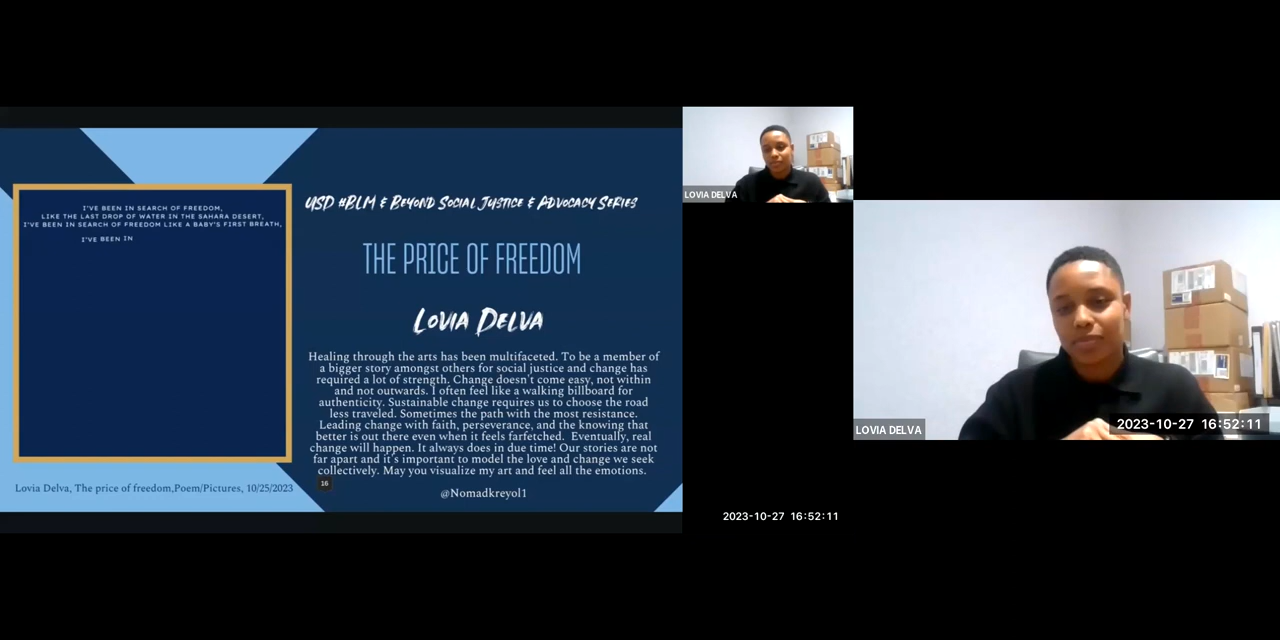 I'VE BEEN IN SEARCH OF FREEDOM,
LIKE THE LAST DROP OF WATER IN THE SAHARA DESERT,
I'VE BEEN IN SEARCH OF FREEDOM LIKE A BABY'S FIRST BREATH,
I'VE BEEN IN
Lovia Delva, The price of freedom,Poem/Pictures, 10/25/2023
USD #BLM & Beyond Social Justice & Advocacy Series
THE PRICE OF FREEDOM
Lovia Delva
Healing through the arts has been multifaceted. To be a member of
a bigger story amongst others for social justice and change has
required a lot of strength. Change doesn't come easy, not within
and not outwards. I often feel like a walking billboard for
authenticity. Sustainable change requires us to choose the road
less traveled. Sometimes the path with the most resistance.
Leading change with faith, perseverance, and the knowing that
better is out there even when it feels farfetched. Eventually, real
change will happen. It always does in due time! Our stories are not
far apart and it's important to model the love and change we seek
collectively. May you visualize my art and feel all the emotions.
16
@Nomadkreyol1
LOVIA DELVA
2023-10-27 16:52:11
LOVIA DELVA
2023-10-27 16:52:11